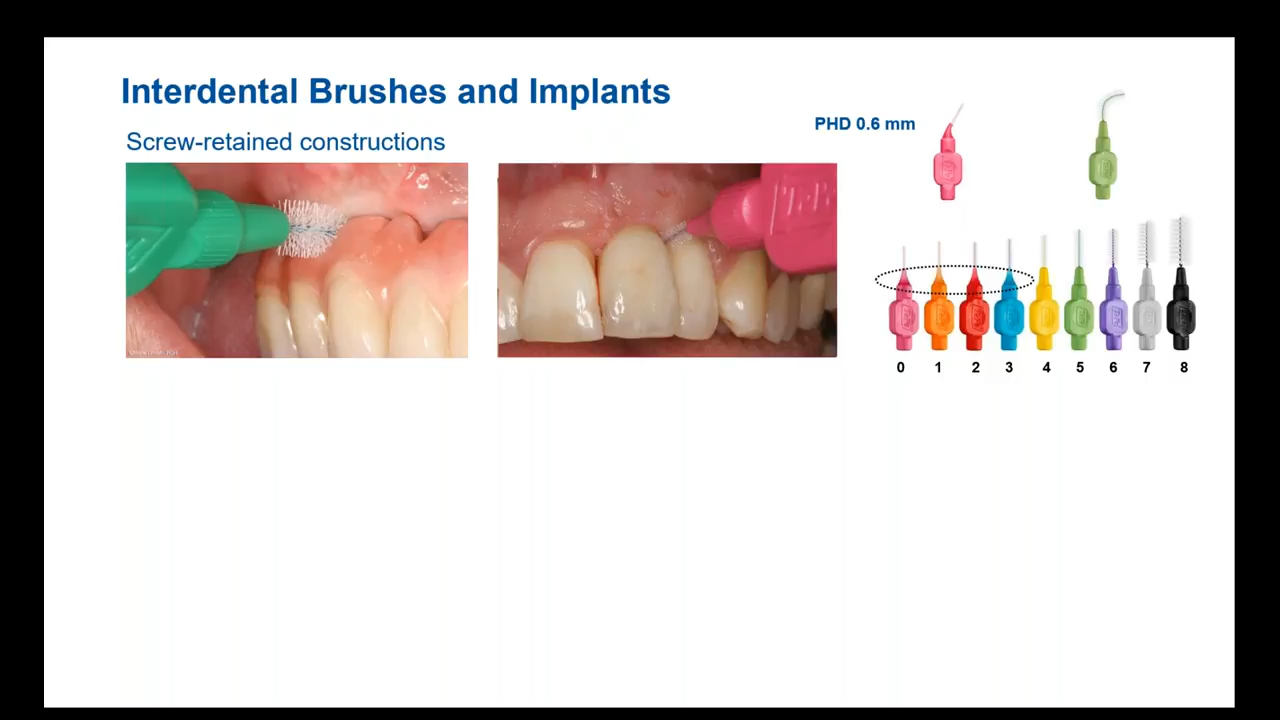 Interdental Brushes and Implants
Screw-retained constructions
PHD 0.6 mm
0 1 2 3 4 5 6 7 8